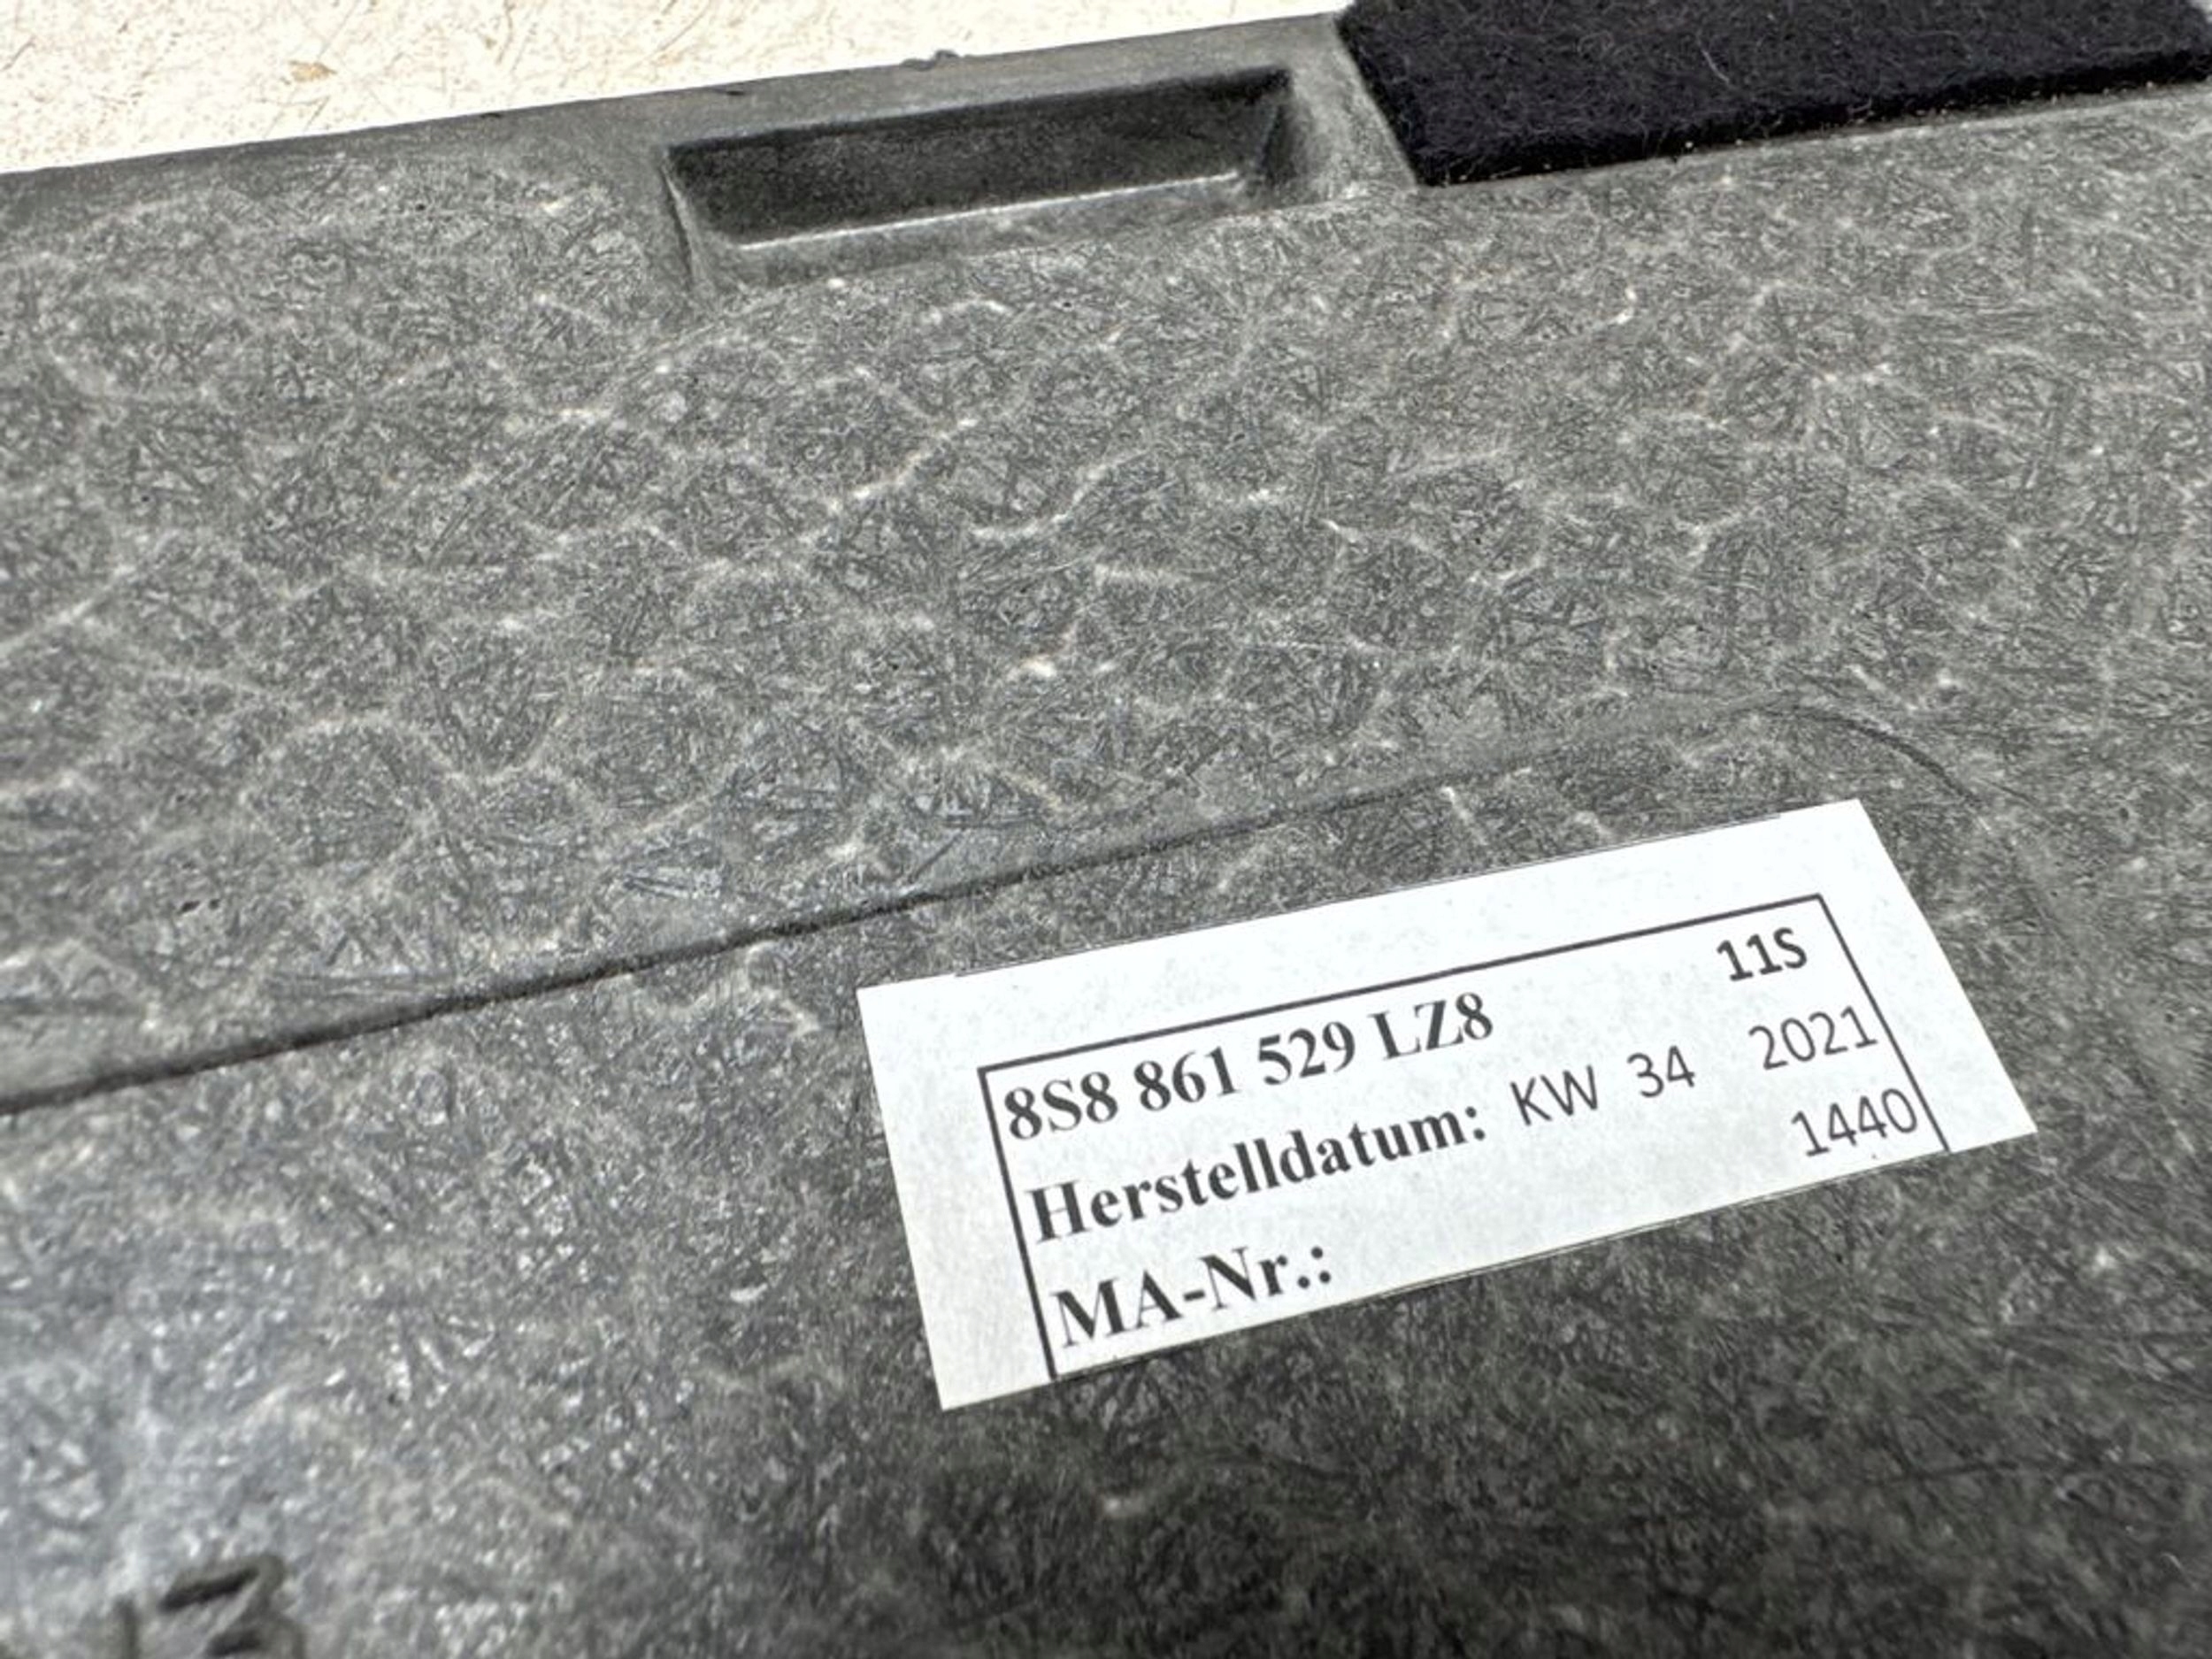 11S
8S8 861 529 LZ8
Herstelldatum: KW 34 2021
MA-Nr.: 1440